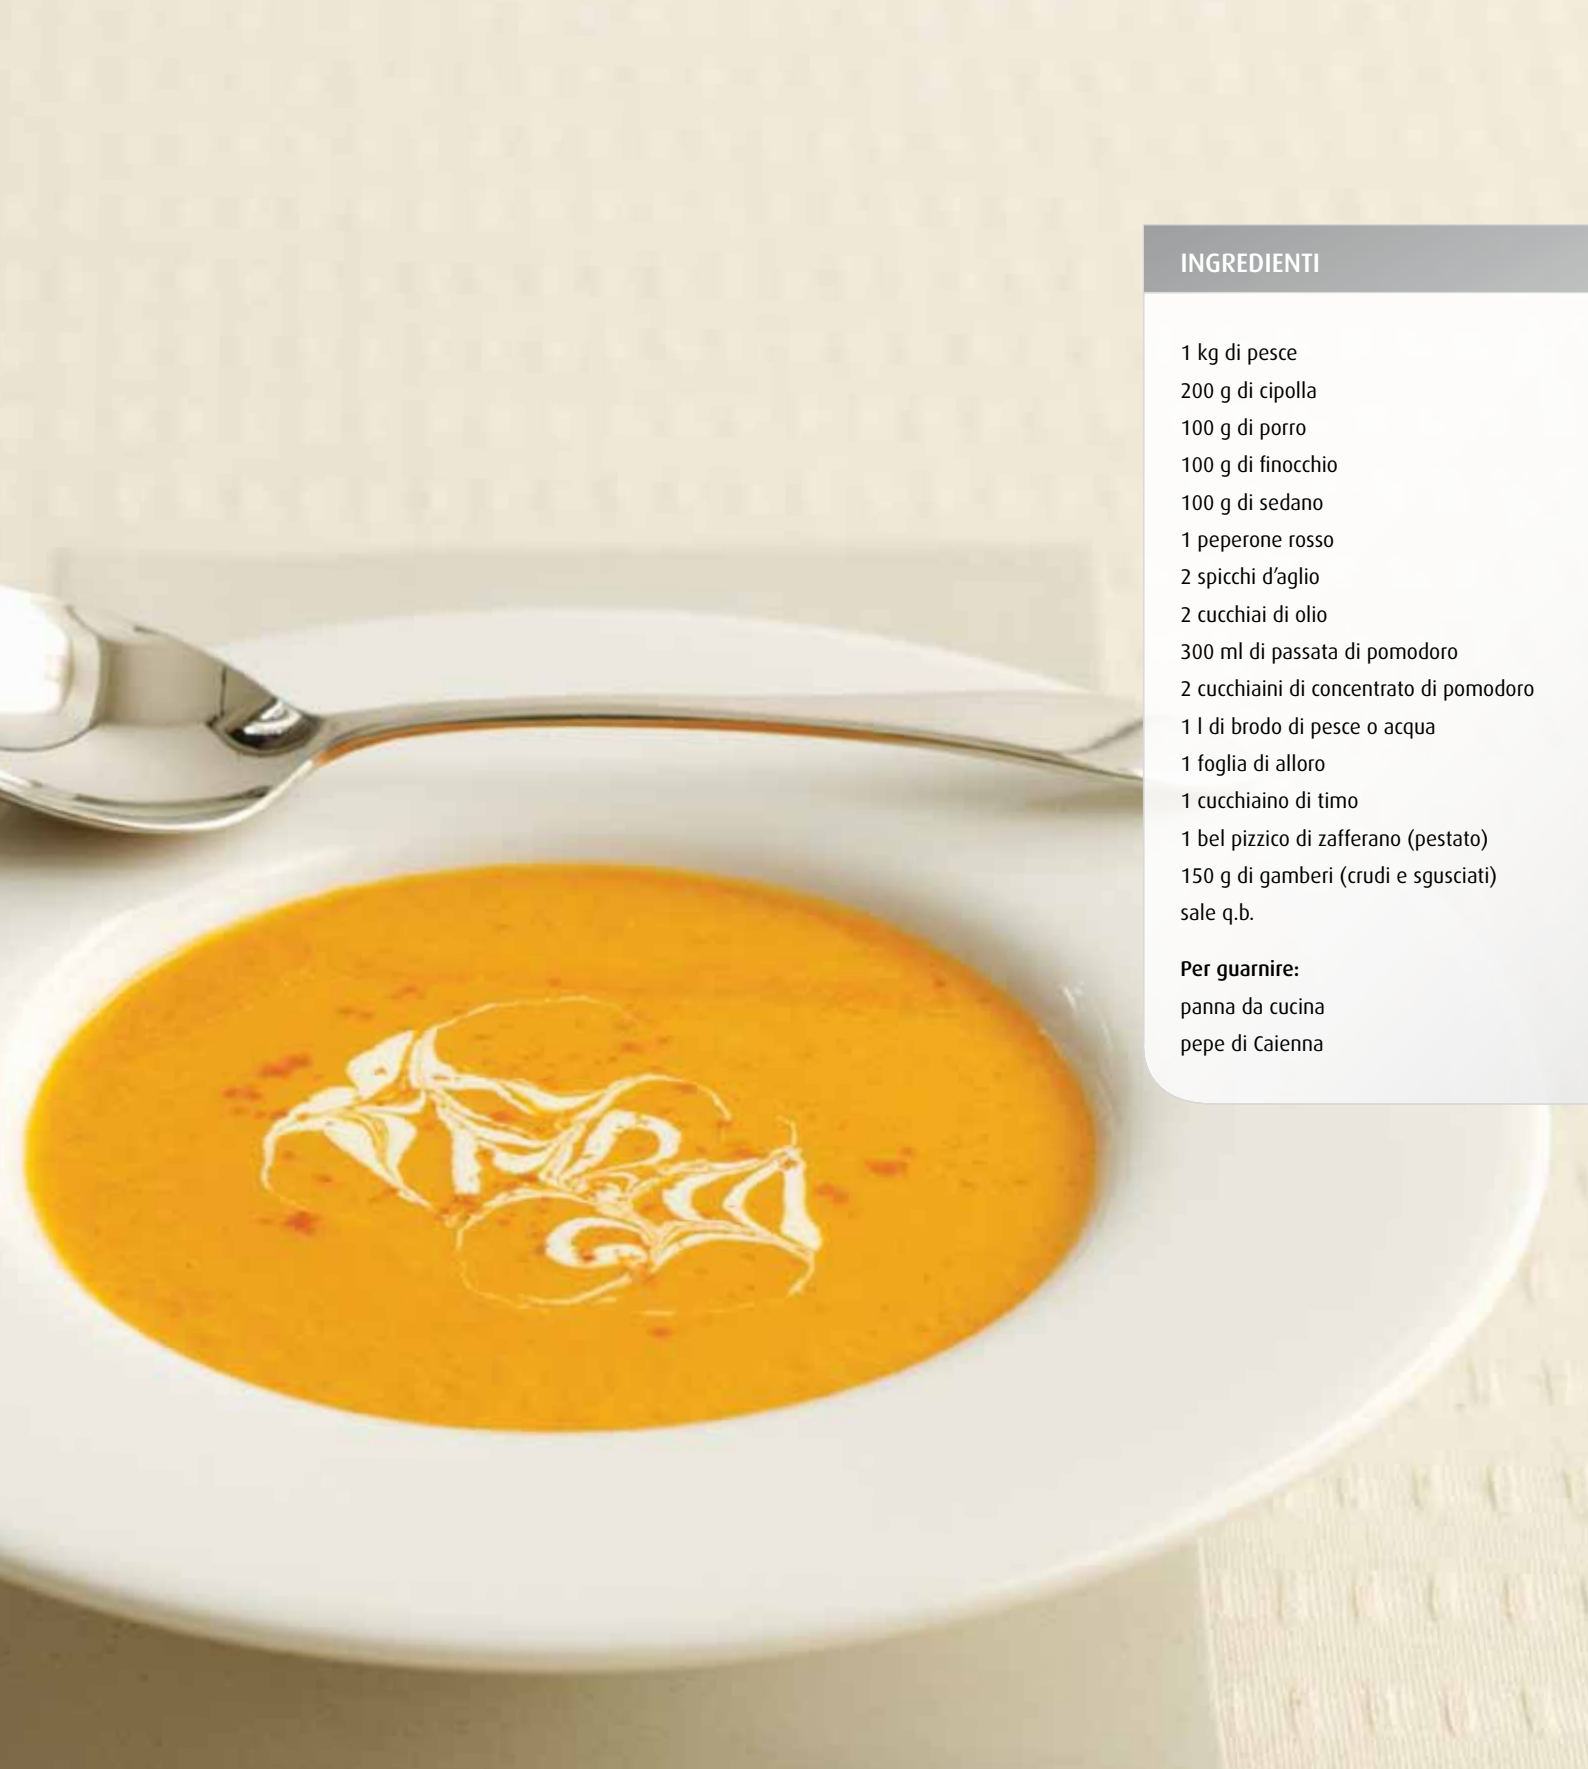 INGREDIENTI
1 kg di pesce
200 g di cipolla
100 g di porro
100 g di finocchio
100 g di sedano
1 peperone rosso
2 spicchi d’aglio
2 cucchiai di olio
300 ml di passata di pomodoro
2 cucchiaini di concentrato di pomodoro
1 l di brodo di pesce o acqua
1 foglia di alloro
1 cucchiaino di timo
1 bel pizzico di zafferano (pestato)
150 g di gamberi (crudi e sgusciati)
sale q.b.
Per guarnire:
panna da cucina
pepe di Caienna